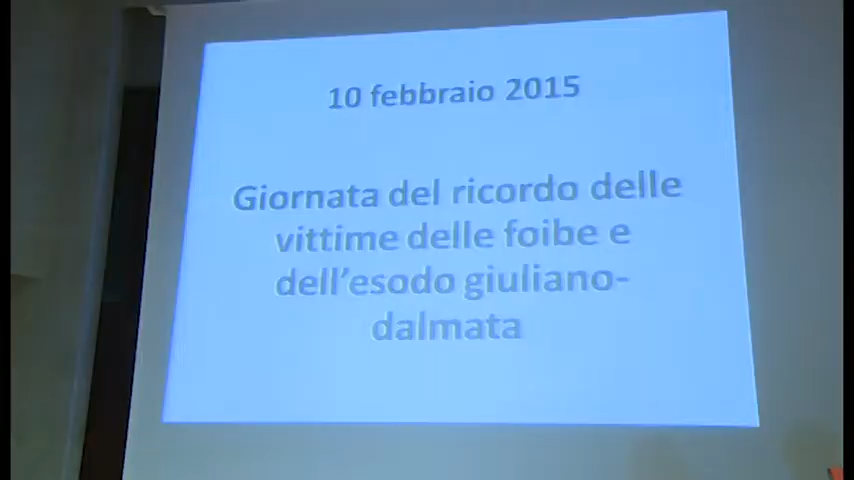 10 febbraio 2015
Giornata del ricordo delle
vittime delle foibe e
dell’esodo giuliano-
dalmata